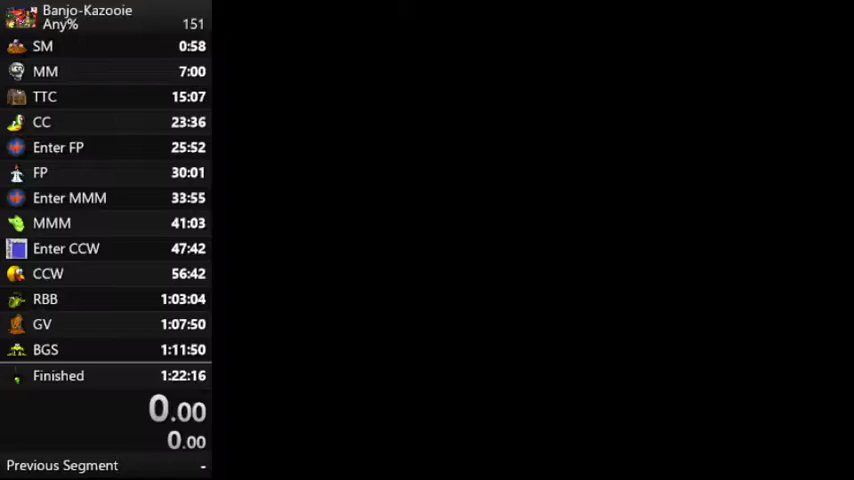 Banjo-Kazooie
Any% 151
SM 0:58
MM 7:00
TTC 15:07
CC 23:36
Enter FP 25:52
FP 30:01
Enter MMM 33:55
MMM 41:03
Enter CCW 47:42
CCW 56:42
RBB 1:03:04
GV 1:07:50
BGS 1:11:50
Finished 1:22:16
0.00
0.00
Previous Segment -